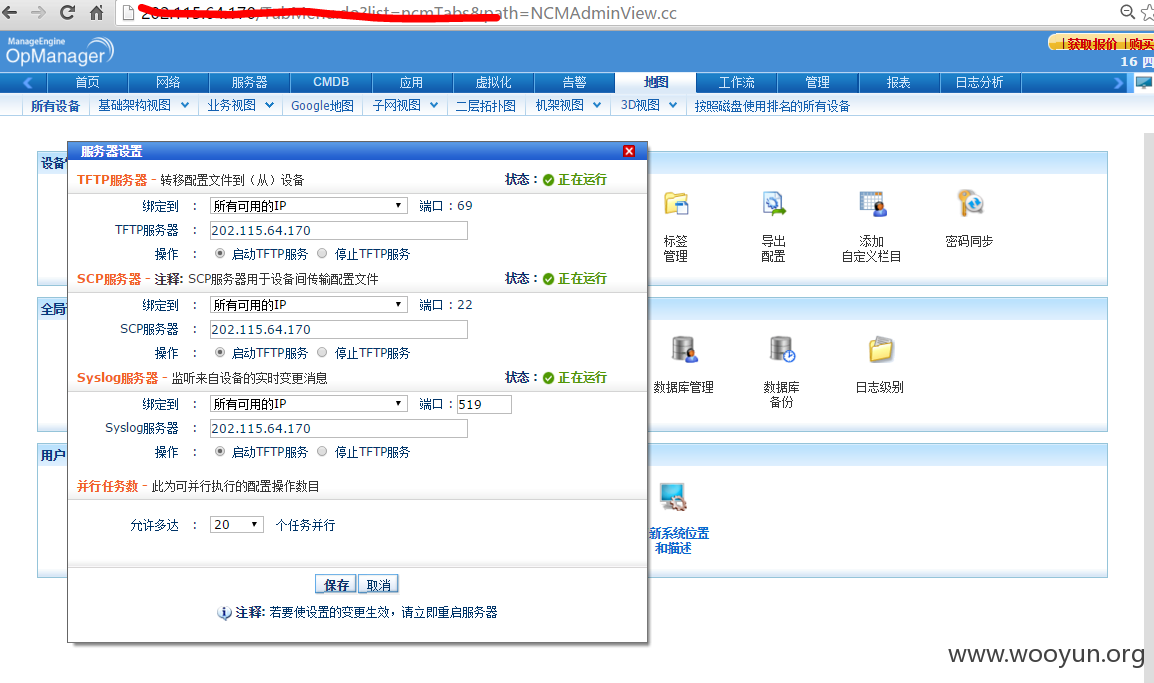 202.115.64.170/TabMenu.do?list=ncmTabs&path=NCMAdminView.cc
ManageEngine
OpManager
获取报价 购买
16 四
首页 网络 服务器 CMDB 应用 虚拟化 告警 地图 工作流 管理 报表 日志分析
所有设备 基础架构视图 业务视图 Google地图 子网视图 二层拓扑图 机架视图 3D视图 按照磁盘使用排名的所有设备
服务器设置
TFTP服务器 - 转移配置文件到（从）设备 状态： 正在运行
绑定到 ： 所有可用的IP 端口：69
TFTP服务器 ： 202.115.64.170
操作 ： 启动TFTP服务 停止TFTP服务
SCP服务器 - 注释: SCP服务器用于设备间传输配置文件 状态： 正在运行
绑定到 ： 所有可用的IP 端口：22
SCP服务器 ： 202.115.64.170
操作 ： 启动TFTP服务 停止TFTP服务
Syslog服务器 - 监听来自设备的实时变更消息 状态： 正在运行
绑定到 ： 所有可用的IP 端口：519
Syslog服务器 ： 202.115.64.170
操作 ： 启动TFTP服务 停止TFTP服务
并行任务数 - 此为可并行执行的配置操作数目
允许多达 ： 20 个任务并行
保存 取消
注释: 若要使设置的变更生效，请立即重启服务器
设备
标签
管理
导出
配置
添加
自定义栏目
密码同步
全局
数据库管理
数据库
备份
日志级别
用户
新系统位置
和描述
www.wooyun.org